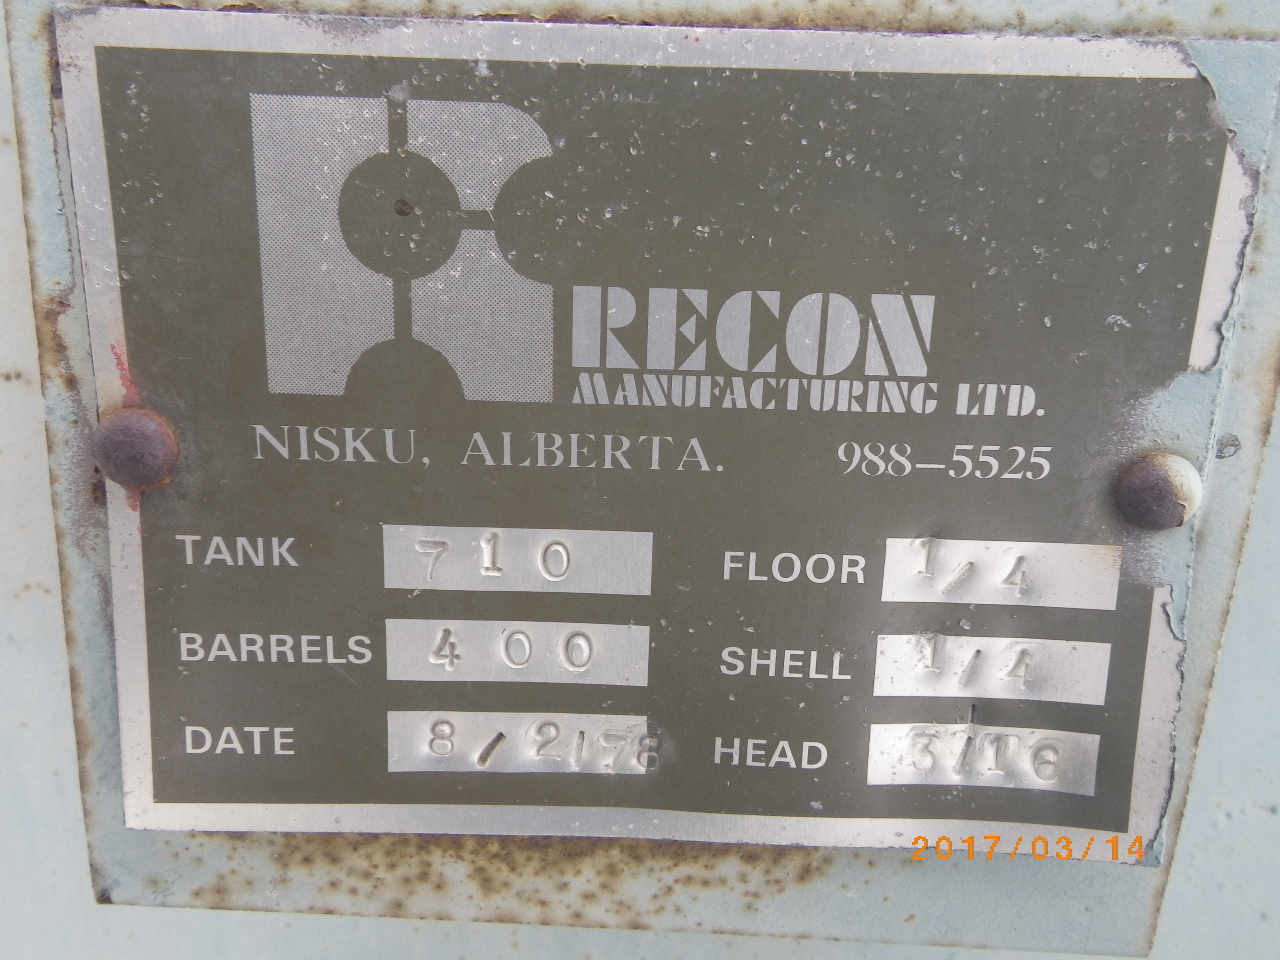 RECON
MANUFACTURING LTD.
NISKU, ALBERTA. 988-5525
TANK 710 FLOOR 1/4
BARRELS 400 SHELL 1/4
DATE 8/2/78 HEAD 3/16
2017/03/14